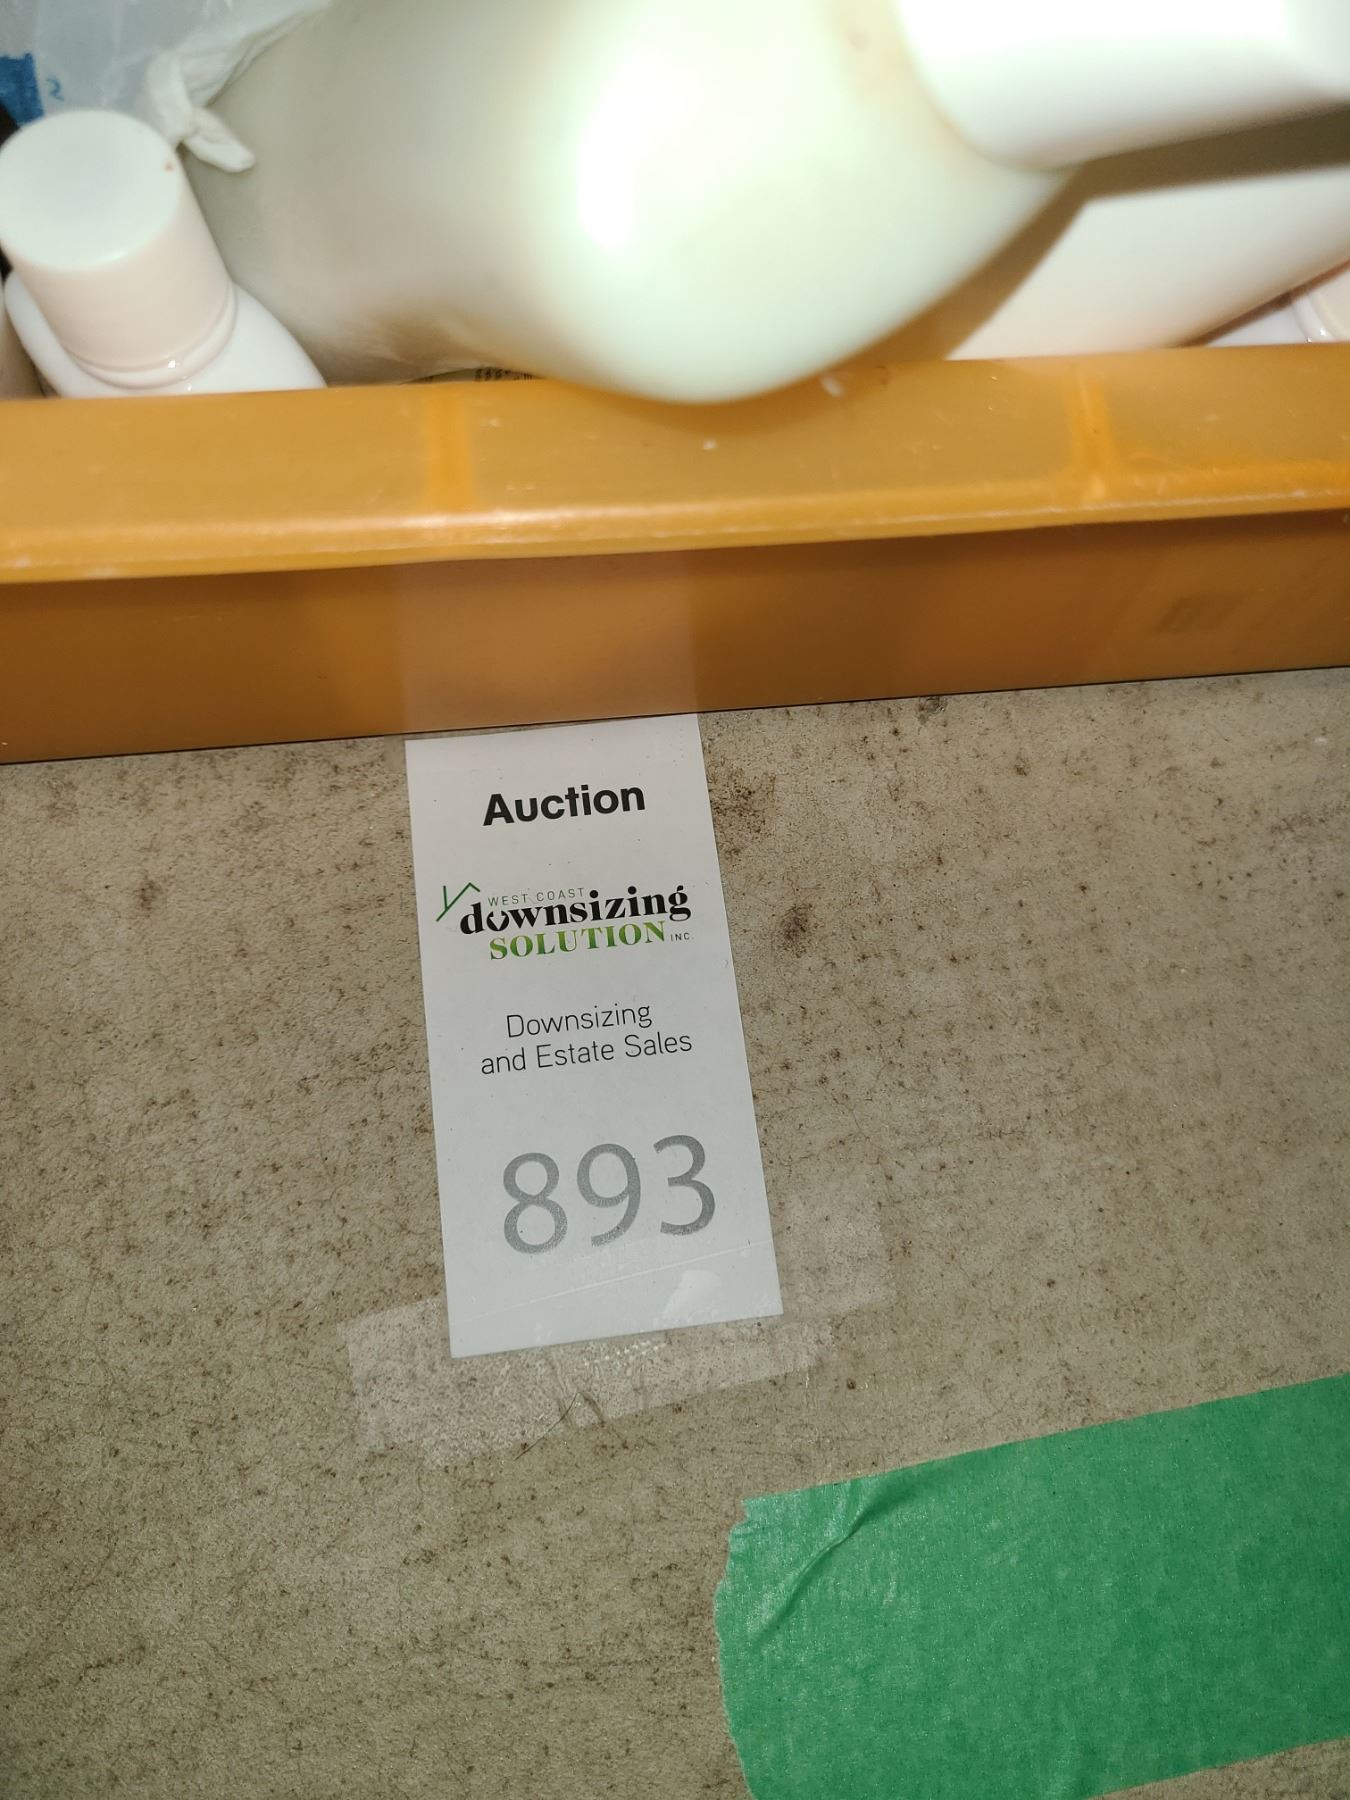 Auction
WEST COAST
downsizing
SOLUTION INC.
Downsizing
and Estate Sales
893